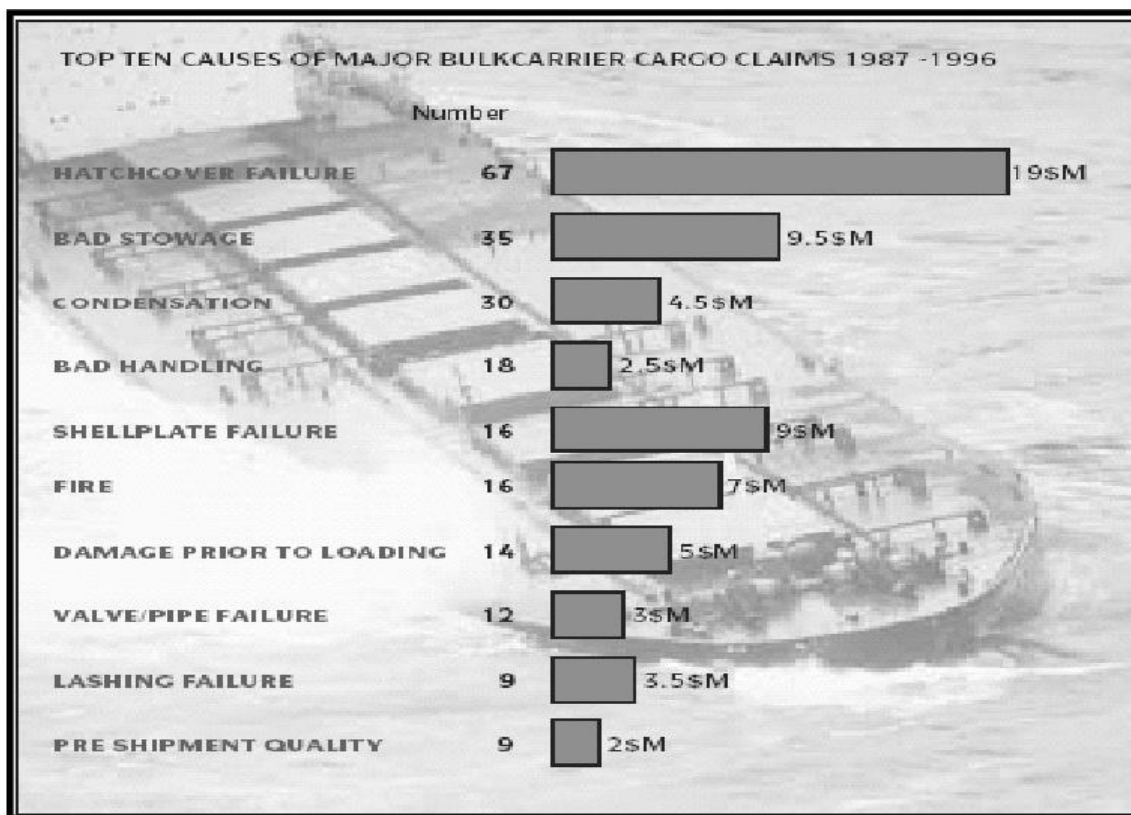 TOP TEN CAUSES OF MAJOR BULKCARRIER CARGO CLAIMS 1987 -1996
Number
HATCHCOVER FAILURE 67 19$M
BAD STOWAGE 35 9.5$M
CONDENSATION 30 4.5$M
BAD HANDLING 18 2.5$M
SHELLPLATE FAILURE 16 9$M
FIRE 16 7$M
DAMAGE PRIOR TO LOADING 14 5$M
VALVE/PIPE FAILURE 12 3$M
LASHING FAILURE 9 3.5$M
PRE SHIPMENT QUALITY 9 2$M